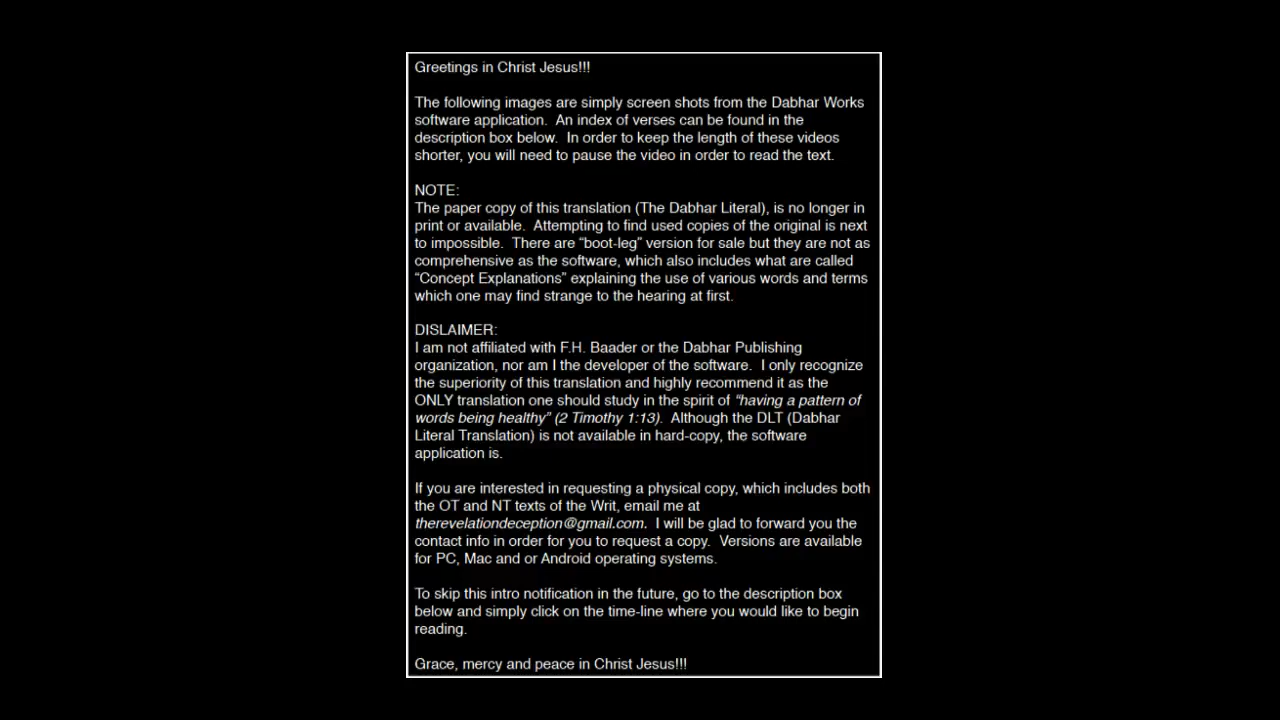 Greetings in Christ Jesus!!!
The following images are simply screen shots from the Dabhar Works
software application.  An index of verses can be found in the
description box below.  In order to keep the length of these videos
shorter, you will need to pause the video in order to read the text.
NOTE:
The paper copy of this translation (The Dabhar Literal), is no longer in
print or available.  Attempting to find used copies of the original is next
to impossible.  There are “boot-leg” version for sale but they are not as
comprehensive as the software, which also includes what are called
“Concept Explanations” explaining the use of various words and terms
which one may find strange to the hearing at first.
DISLAIMER:
I am not affiliated with F.H. Baader or the Dabhar Publishing
organization, nor am I the developer of the software.  I only recognize
the superiority of this translation and highly recommend it as the
ONLY translation one should study in the spirit of “having a pattern of
words being healthy” (2 Timothy 1:13).  Although the DLT (Dabhar
Literal Translation) is not available in hard-copy, the software
application is.
If you are interested in requesting a physical copy, which includes both
the OT and NT texts of the Writ, email me at
therevelationdeception@gmail.com.  I will be glad to forward you the
contact info in order for you to request a copy.  Versions are available
for PC, Mac and or Android operating systems.
To skip this intro notification in the future, go to the description box
below and simply click on the time-line where you would like to begin
reading.
Grace, mercy and peace in Christ Jesus!!!